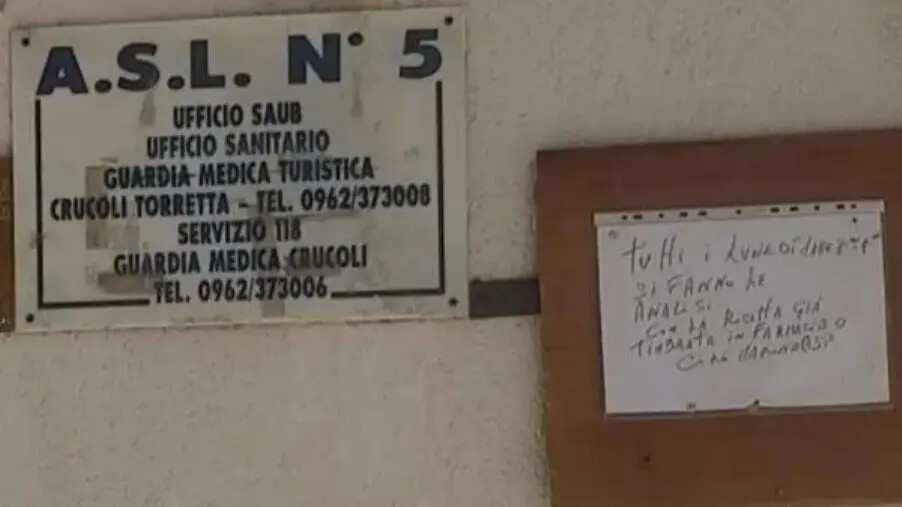 A.S.L. N° 5
UFFICIO SAUB
UFFICIO SANITARIO
GUARDIA MEDICA TURISTICA
CRUCOLI TORRETTA - TEL. 0962/373008
SERVIZIO 118
GUARDIA MEDICA CRUCOLI
TEL. 0962/373006
TUTTI i LUNEDI
SI FANNO LE
ANALISI
CON LA RICETTA GIÀ
TIMBRATA IN FARMACIA O